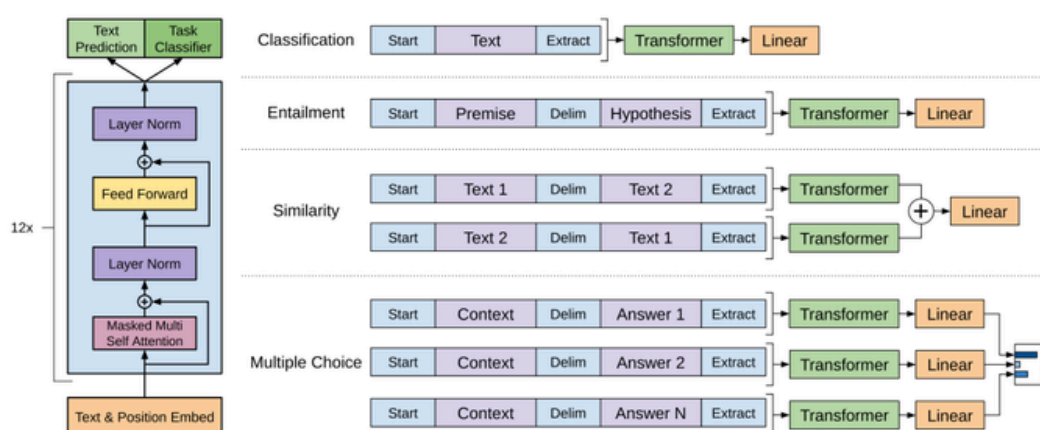 Text
Prediction
Task
Classifier
Layer Norm
Feed Forward
12x
Layer Norm
Masked Multi
Self Attention
Text & Position Embed
Classification Start Text Extract Transformer Linear
Entailment Start Premise Delim Hypothesis Extract Transformer Linear
Similarity
Start Text 1 Delim Text 2 Extract Transformer
Start Text 2 Delim Text 1 Extract Transformer
Linear
Multiple Choice
Start Context Delim Answer 1 Extract Transformer Linear
Start Context Delim Answer 2 Extract Transformer Linear
Start Context Delim Answer N Extract Transformer Linear